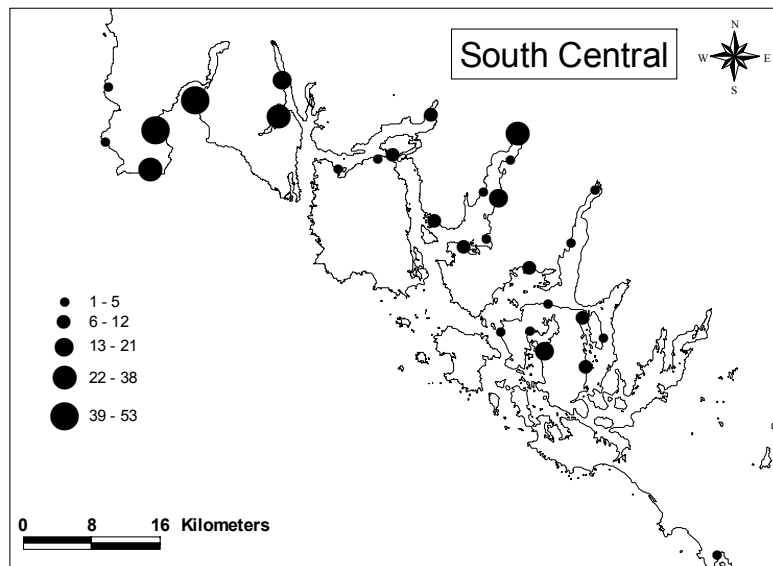 South Central
N
W E
S
1 - 5
6 - 12
13 - 21
22 - 38
39 - 53
0 8 16 Kilometers